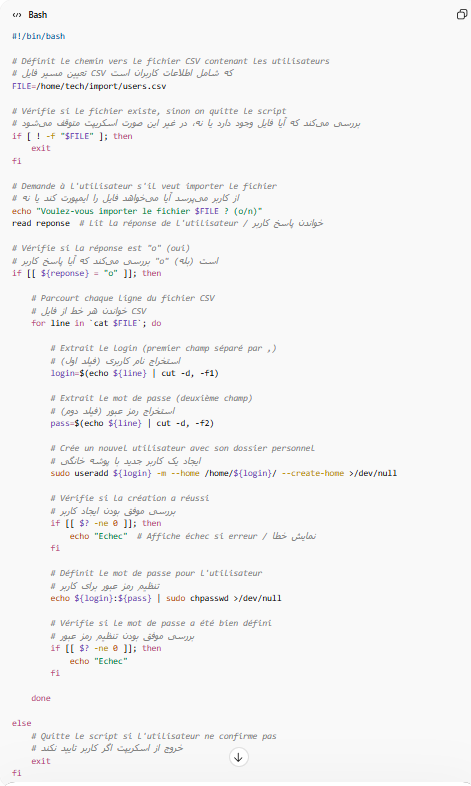 Bash
#!/bin/bash
# Définit le chemin vers le fichier CSV contenant les utilisateurs
# تعیین مسیر فایل CSV که شامل اطلاعات کاربران است
FILE=/home/tech/import/users.csv
# Vérifie si le fichier existe, sinon on quitte le script
# بررسی می‌کند که آیا فایل وجود دارد یا نه، در غیر این صورت اسکریپت متوقف می‌شود
if [ ! -f "$FILE" ]; then
exit
fi
# Demande à l'utilisateur s'il veut importer le fichier
# از کاربر می‌پرسد آیا می‌خواهد فایل را ایمپورت کند یا نه
echo "Voulez-vous importer le fichier $FILE ? (o/n)"
read reponse # Lit la réponse de l'utilisateur / خواندن پاسخ کاربر
# Vérifie si la réponse est "o" (oui)
# بررسی می‌کند که آیا پاسخ کاربر "o" (بله) است
if [[ ${reponse} = "o" ]]; then
# Parcourt chaque ligne du fichier CSV
# خواندن هر خط از فایل CSV
for line in `cat $FILE`; do
# Extrait le login (premier champ séparé par ,)
# استخراج نام کاربری (فیلد اول)
login=$(echo ${line} | cut -d, -f1)
# Extrait le mot de passe (deuxième champ)
# استخراج رمز عبور (فیلد دوم)
pass=$(echo ${line} | cut -d, -f2)
# Crée un nouvel utilisateur avec son dossier personnel
# ایجاد یک کاربر جدید با پوشه خانگی
sudo useradd ${login} -m --home /home/${login}/ --create-home >/dev/null
# Vérifie si la création a réussi
# بررسی موفق بودن ایجاد کاربر
if [[ $? -ne 0 ]]; then
echo "Echec" # Affiche échec si erreur / نمایش خطا
fi
# Définit le mot de passe pour l'utilisateur
# تنظیم رمز عبور برای کاربر
echo ${login}:${pass} | sudo chpasswd >/dev/null
# Vérifie si le mot de passe a été bien défini
# بررسی موفق بودن تنظیم رمز عبور
if [[ $? -ne 0 ]]; then
echo "Echec"
fi
done
else
# Quitte le script si l'utilisateur ne confirme pas
# خروج از اسکریپت اگر کاربر تایید نکند
exit
fi